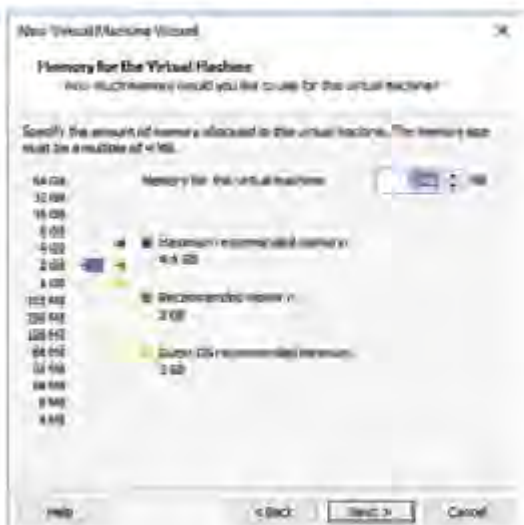 New Virtual Machine Wizard
Memory for the Virtual Machine
How much memory would you like to use for this virtual machine?
Specify the amount of memory allocated to this virtual machine. The memory size
must be a multiple of 4 MB.
64 GB
Memory for this virtual machine:
MB
32 GB
16 GB
8 GB
4 GB
Maximum recommended memory:
2 GB
1 GB
512 MB
Recommended memory:
256 MB
2 GB
128 MB
64 MB
Guest OS recommended minimum:
32 MB
16 MB
8 MB
4 MB
Help
< Back
Next >
Cancel